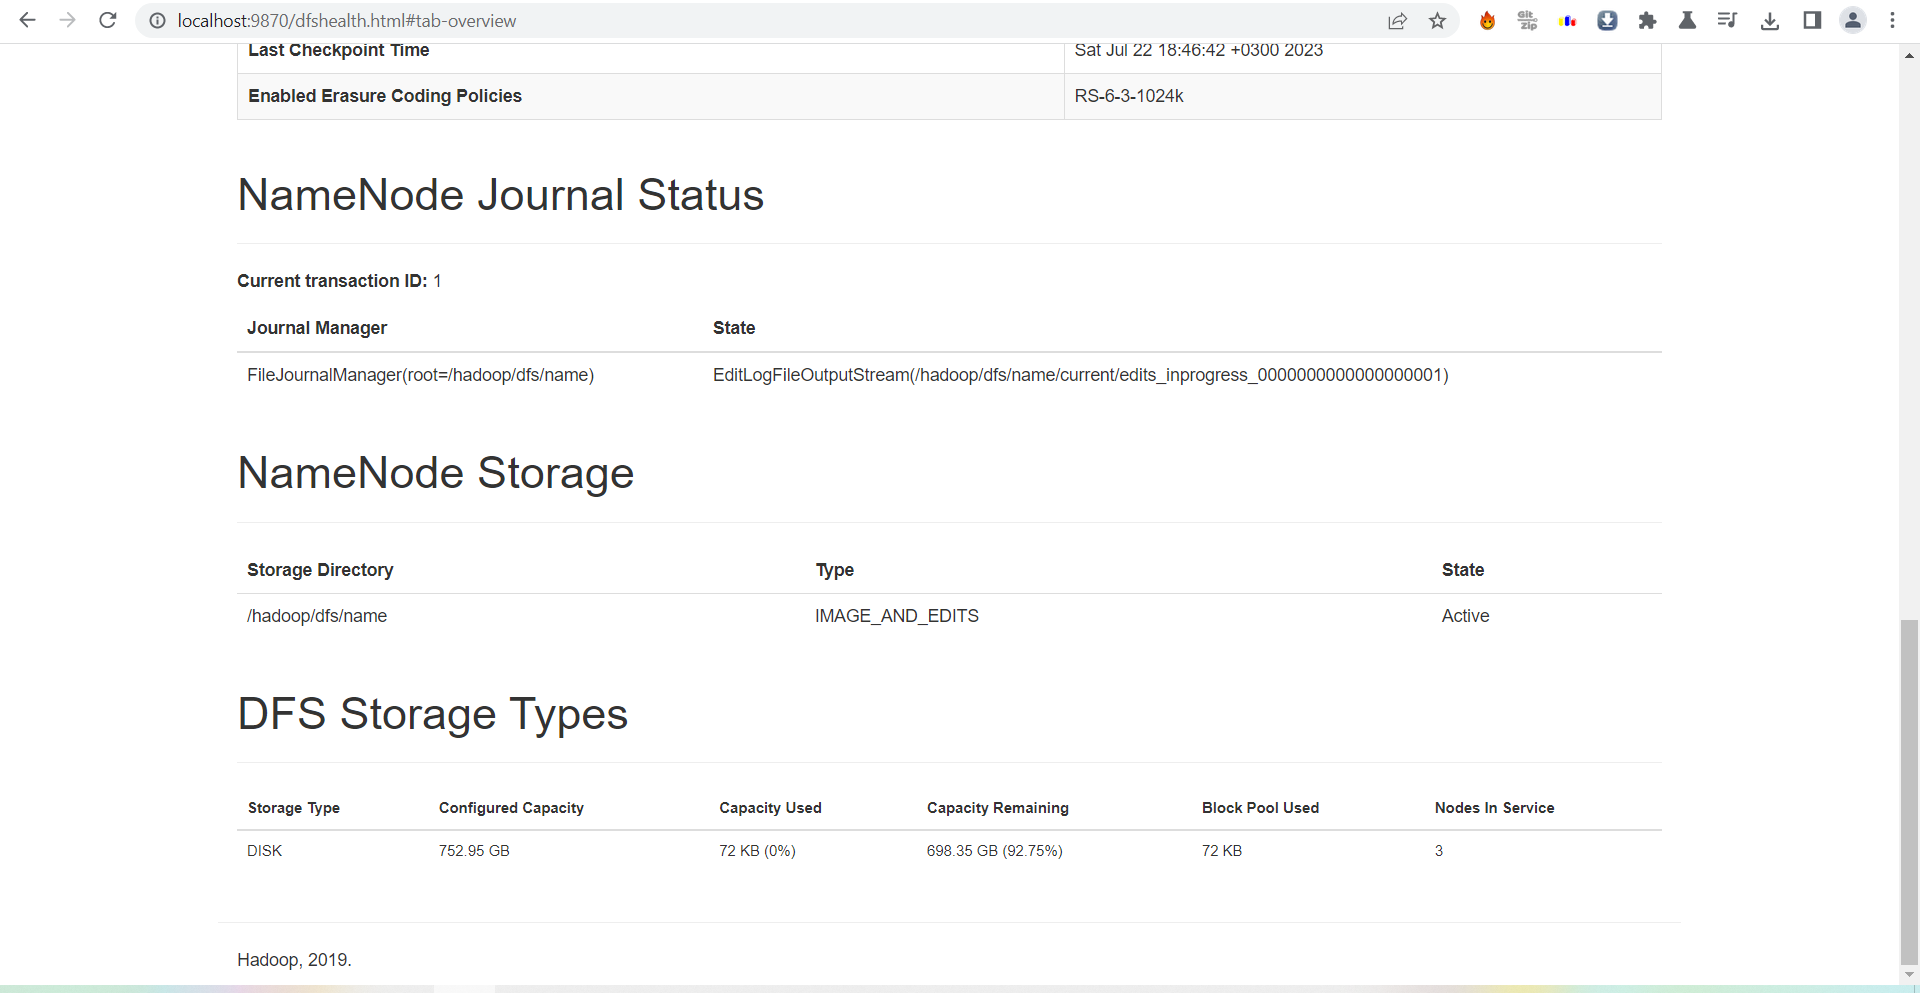 localhost:9870/dfshealth.html#tab-overview
Git
Zip
Last Checkpoint Time Sat Jul 22 18:46:42 +0300 2023
Enabled Erasure Coding Policies RS-6-3-1024k
NameNode Journal Status
Current transaction ID: 1
Journal Manager State
FileJournalManager(root=/hadoop/dfs/name) EditLogFileOutputStream(/hadoop/dfs/name/current/edits_inprogress_0000000000000000001)
NameNode Storage
Storage Directory Type State
/hadoop/dfs/name IMAGE_AND_EDITS Active
DFS Storage Types
Storage Type Configured Capacity Capacity Used Capacity Remaining Block Pool Used Nodes In Service
DISK 752.95 GB 72 KB (0%) 698.35 GB (92.75%) 72 KB 3
Hadoop, 2019.